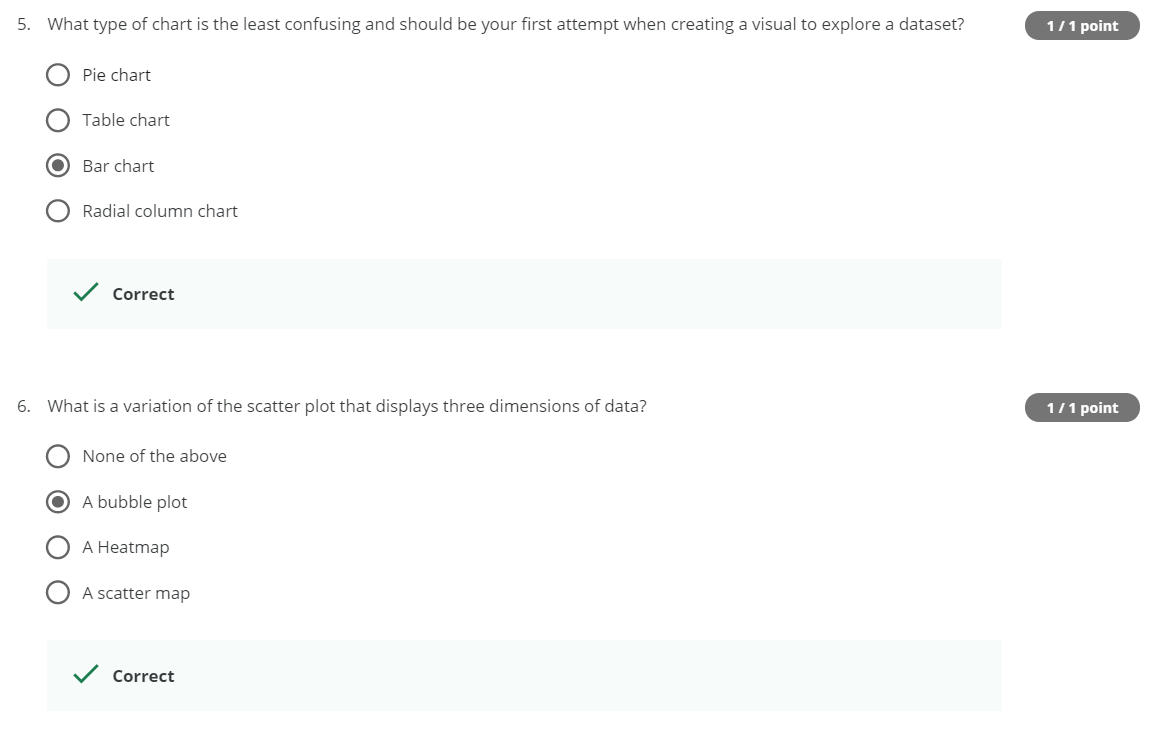 5. What type of chart is the least confusing and should be your first attempt when creating a visual to explore a dataset?
1 / 1 point
Pie chart
Table chart
Bar chart
Radial column chart
Correct
6. What is a variation of the scatter plot that displays three dimensions of data?
1 / 1 point
None of the above
A bubble plot
A Heatmap
A scatter map
Correct